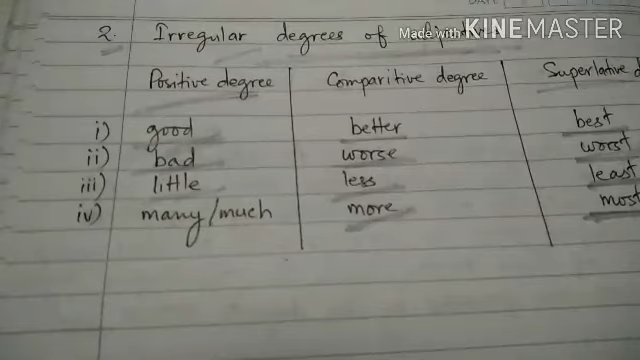 2. Irregular degrees of
Made with KINEMASTER
Positive degree Comparitive degree Superlative
i) good better best
ii) bad worse worst
iii) little less least
iv) many/much more most